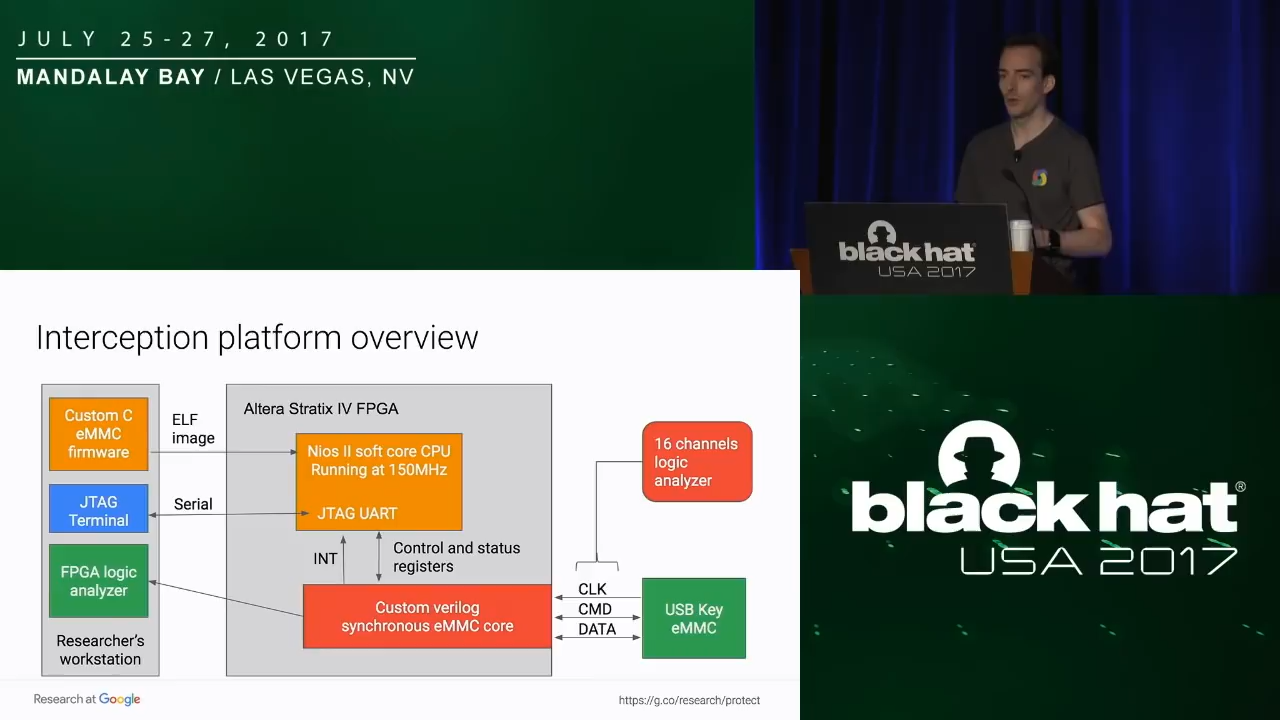 JULY 25-27, 2017
MANDALAY BAY / LAS VEGAS, NV
black hat
USA 2017
Interception platform overview
Custom C
eMMC
firmware
ELF
image
Altera Stratix IV FPGA
Nios II soft core CPU
Running at 150MHz
JTAG UART
16 channels
logic
analyzer
JTAG
Terminal
Serial
FPGA logic
analyzer
INT
Control and status
registers
Custom verilog
synchronous eMMC core
CLK
CMD
DATA
USB Key
eMMC
Researcher's
workstation
Research at Google
https://g.co/research/protect
black hat®
USA 2017